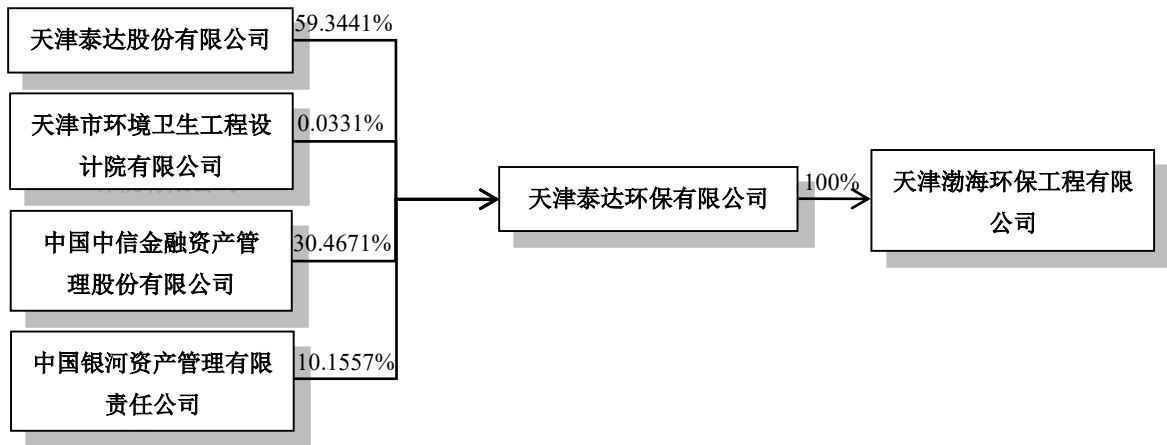 天津泰达股份有限公司
59.3441%
天津市环境卫生工程设
计院有限公司
0.0331%
中国中信金融资产管
理股份有限公司
30.4671%
中国银河资产管理有限
责任公司
10.1557%
天津泰达环保有限公司
100%
天津渤海环保工程有限
公司